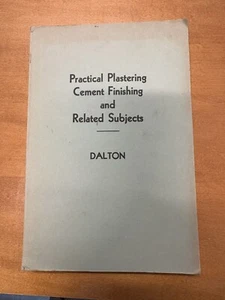 Practical Plastering
Cement Finishing
and
Related Subjects
DALTON